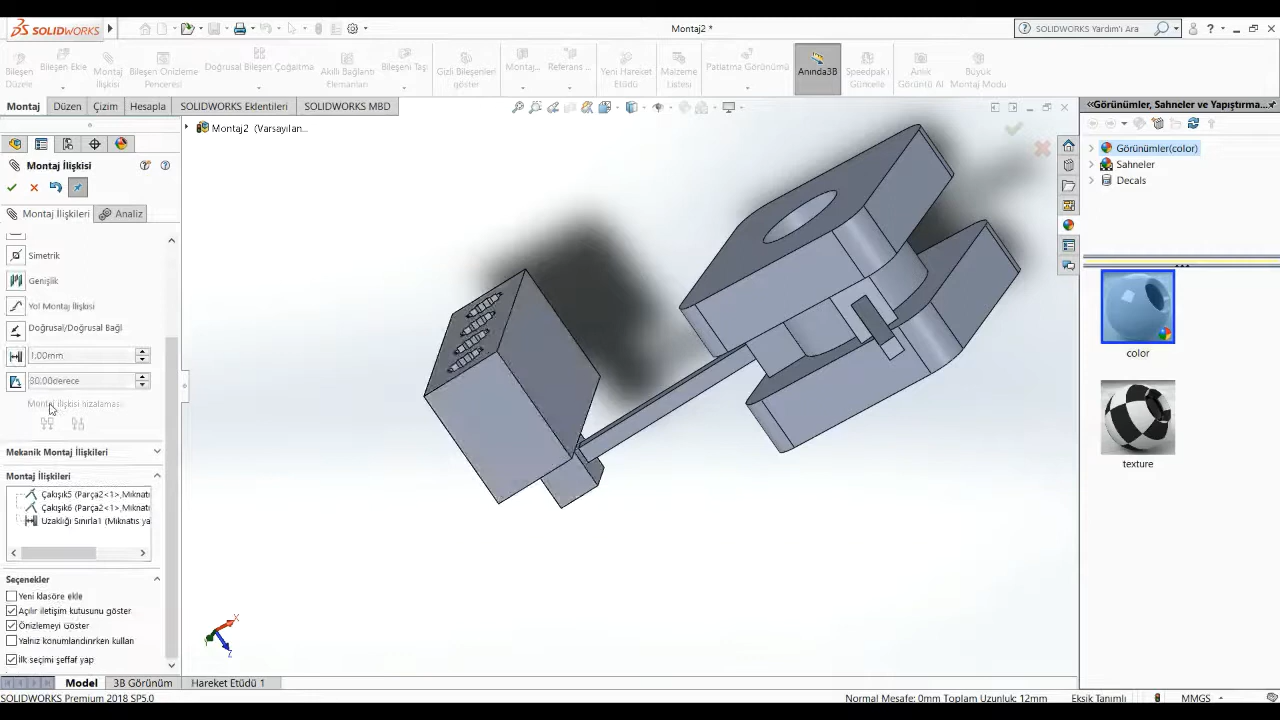 SOLIDWORKS
Montaj2 *
SOLIDWORKS Yardım'ı Ara
Bileşen Düzenle
Bileşen Ekle
Montaj İlişkisi
Bileşen Önizleme Penceresi
Doğrusal Bileşen Çoğaltma
Akıllı Bağlantı Elemanları
Bileşeni Taşı
Gizli Bileşenleri göster
Montaj...
Referans ...
Yeni Hareket Etüdü
Malzeme Listesi
Patlatma Görünümü
Anında3B
Speedpak'ı Güncelle
Anlık Görüntü Al
Büyük Montaj Modu
Montaj Düzen Çizim Hesapla SOLIDWORKS Eklentileri SOLIDWORKS MBD
Montaj2 (Varsayılan...
Görünümler, Sahneler ve Yapıştırma...
Görünümler(color)
Sahneler
Decals
Montaj İlişkisi
Montaj İlişkileri Analiz
Simetrik
Genişlik
Yol Montaj İlişkisi
Doğrusal/Doğrusal Bağl
1.00mm
derece
Montaj ilişkisi hizalaması:
Mekanik Montaj İlişkileri
Montaj İlişkileri
Çakışık5 (Parça2<1>,Mıknatı
Çakışık6 (Parça2<1>,Mıknatı
Uzaklığı Sınırla1 (Mıknatıs ya
Seçenekler
Yeni klasöre ekle
Açılır iletişim kutusunu göster
Önizlemeyi Göster
Yalnız konumlandırırken kullan
İlk seçimi şeffaf yap
color
texture
X
Z
Model 3B Görünüm Hareket Etüdü 1
SOLIDWORKS Premium 2018 SP5.0
Normal Mesafe: 0mm Toplam Uzunluk: 12mm
Eksik Tanımlı
MMGS